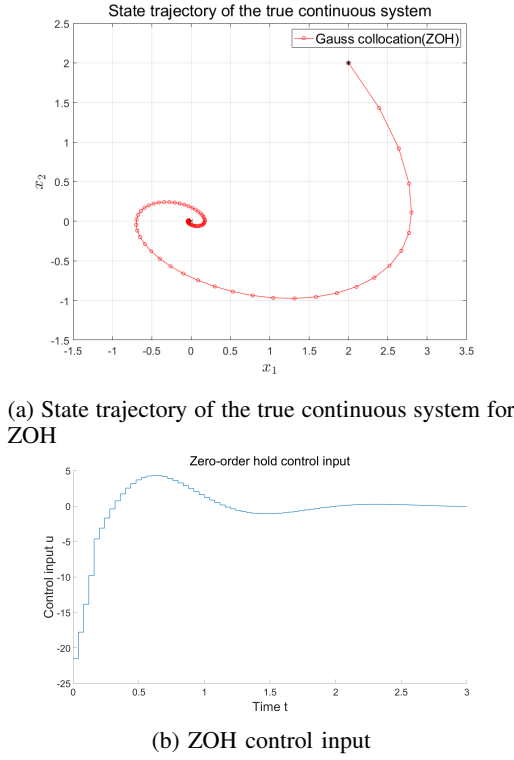 State trajectory of the true continuous system
Gauss collocation(ZOH)
2.5
2
1.5
1
0.5
0
-0.5
-1
-1.5
x2
-1.5 -1 -0.5 0 0.5 1 1.5 2 2.5 3 3.5
x1
(a) State trajectory of the true continuous system for
ZOH
Zero-order hold control input
5
0
-5
-10
-15
-20
-25
Control input u
0 0.5 1 1.5 2 2.5 3
Time t
(b) ZOH control input